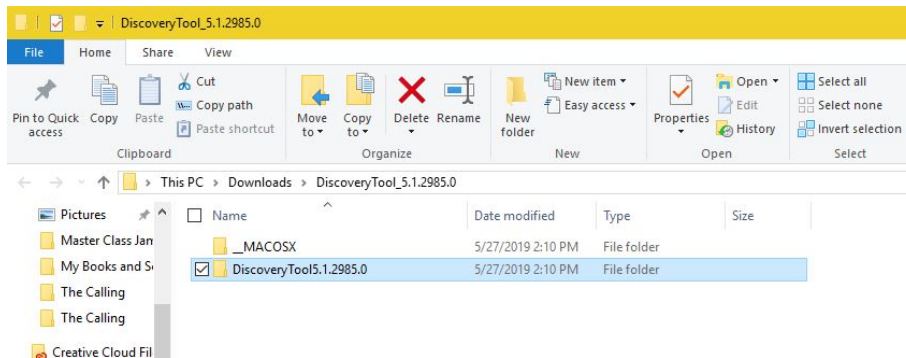 DiscoveryTool_5.1.2985.0
File Home Share View
Pin to Quick access
Copy
Paste
Cut
Copy path
Paste shortcut
Clipboard
Move to
Copy to
Delete
Rename
Organize
New folder
New item
Easy access
New
Properties
Open
Edit
History
Open
Select all
Select none
Invert selection
Select
This PC > Downloads > DiscoveryTool_5.1.2985.0
Name Date modified Type Size
__MACOSX 5/27/2019 2:10 PM File folder
DiscoveryTool5.1.2985.0 5/27/2019 2:10 PM File folder
Pictures
Master Class Jan
My Books and S
The Calling
The Calling
Creative Cloud Fil